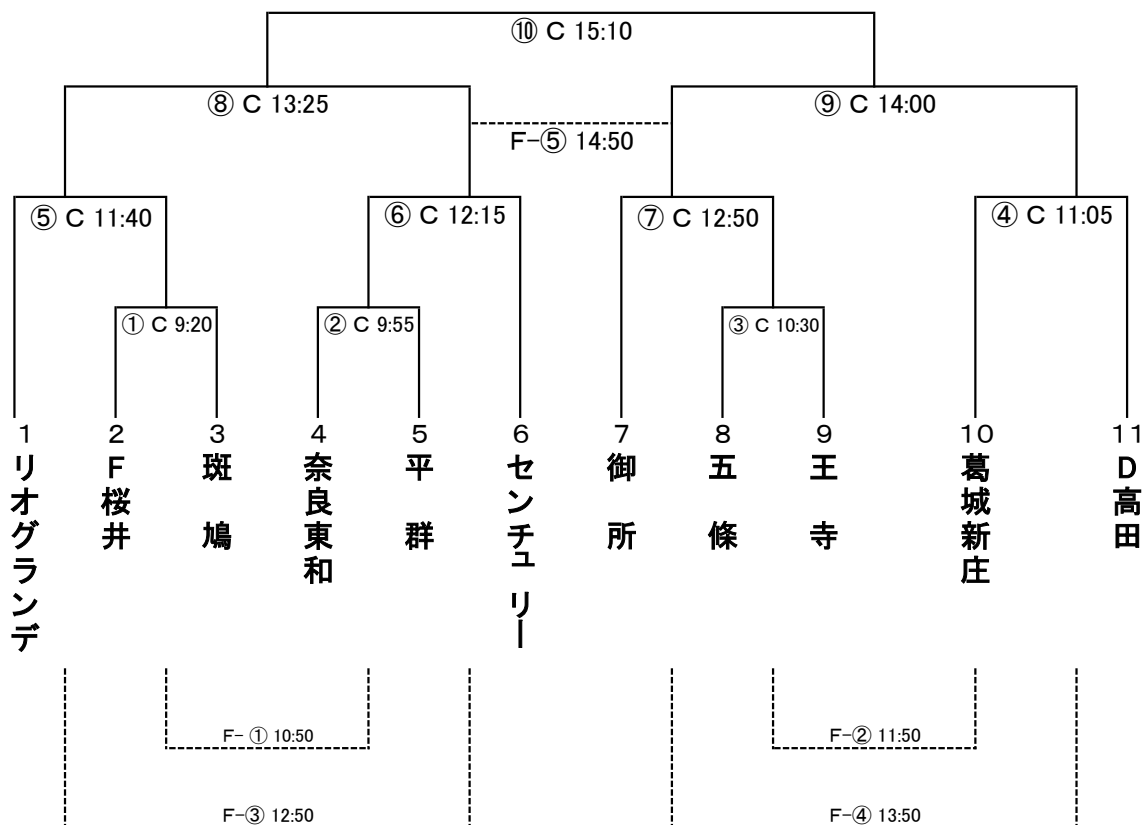 ⑩ C 15:10
⑧ C 13:25
⑨ C 14:00
F-⑤ 14:50
⑤ C 11:40
⑥ C 12:15
⑦ C 12:50
④ C 11:05
① C 9:20
② C 9:55
③ C 10:30
1
2
3
4
5
6
7
8
9
10
11
リオグランデ
F桜井
斑鳩
奈良東和
平群
センチュリー
御所
五條
王寺
葛城新庄
D高田
F- ① 10:50
F-② 11:50
F-③ 12:50
F-④ 13:50